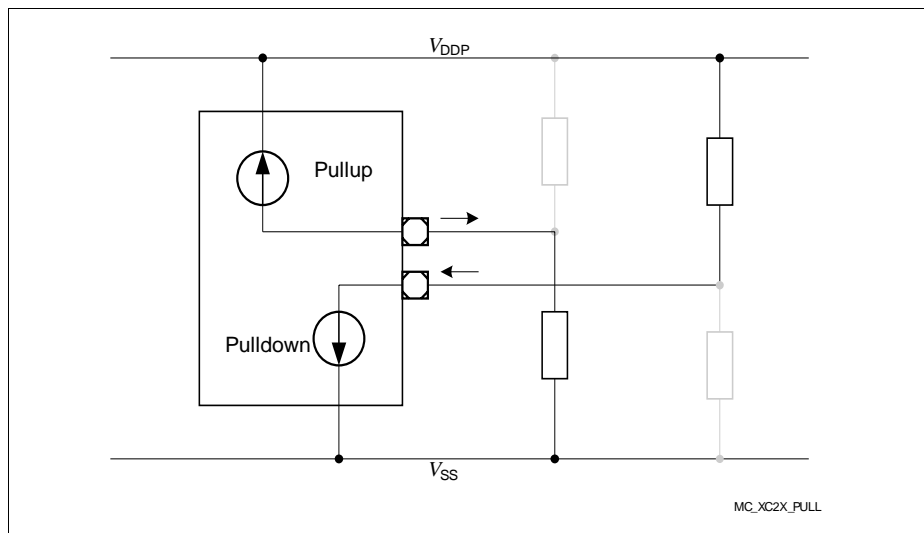 VDDP
Pullup
Pulldown
VSS
MC_XC2X_PULL